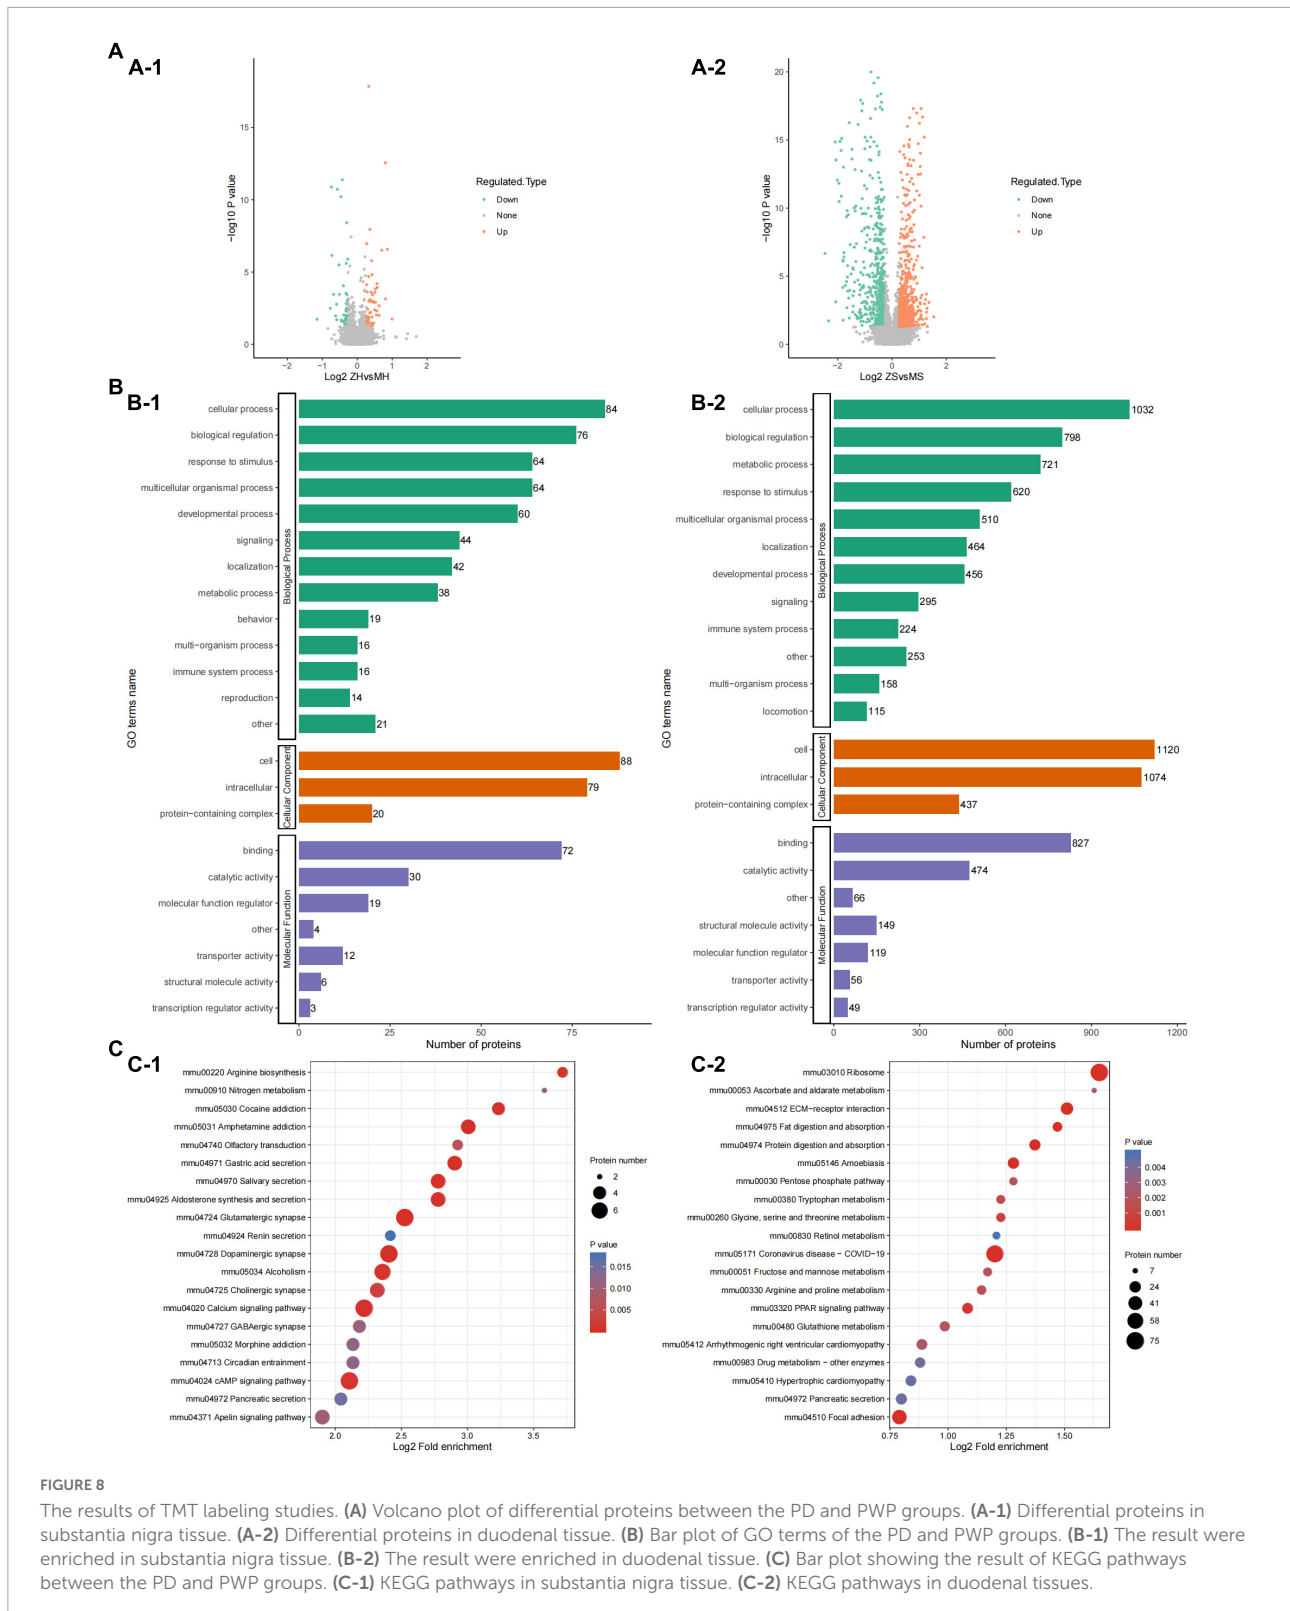 A
A-1
−log10 P value
15
10
5
0
−2
−1
0
1
2
Log2 ZHvsMH
Regulated.Type
Down
None
Up
A-2
−log10 P value
20
15
10
5
0
−2
0
2
Log2 ZSvsMS
Regulated.Type
Down
None
Up
B
B-1
GO terms name
Biological Process
cellular process 84
biological regulation 76
response to stimulus 64
multicellular organismal process 64
developmental process 60
signaling 44
localization 42
metabolic process 38
behavior 19
multi−organism process 16
immune system process 16
reproduction 14
other 21
Cellular Component
cell 88
intracellular 79
protein−containing complex 20
Molecular Function
binding 72
catalytic activity 30
molecular function regulator 19
other 4
transporter activity 12
structural molecule activity 6
transcription regulator activity 3
0 25 50 75
Number of proteins
B-2
GO terms name
Biological Process
cellular process 1032
biological regulation 798
metabolic process 721
response to stimulus 620
multicellular organismal process 510
localization 464
developmental process 456
signaling 295
immune system process 224
other 253
multi−organism process 158
locomotion 115
Cellular Component
cell 1120
intracellular 1074
protein−containing complex 437
Molecular Function
binding 827
catalytic activity 474
other 66
structural molecule activity 149
molecular function regulator 119
transporter activity 56
transcription regulator activity 49
0 300 600 900 1200
Number of proteins
C
C-1
mmu00220 Arginine biosynthesis
mmu00910 Nitrogen metabolism
mmu05030 Cocaine addiction
mmu05031 Amphetamine addiction
mmu04740 Olfactory transduction
mmu04971 Gastric acid secretion
mmu04970 Salivary secretion
mmu04925 Aldosterone synthesis and secretion
mmu04724 Glutamatergic synapse
mmu04924 Renin secretion
mmu04728 Dopaminergic synapse
mmu05034 Alcoholism
mmu04725 Cholinergic synapse
mmu04020 Calcium signaling pathway
mmu04727 GABAergic synapse
mmu05032 Morphine addiction
mmu04713 Circadian entrainment
mmu04024 cAMP signaling pathway
mmu04972 Pancreatic secretion
mmu04371 Apelin signaling pathway
2.0 2.5 3.0 3.5
Log2 Fold enrichment
Protein number
2
4
6
P value
0.015
0.010
0.005
C-2
mmu03010 Ribosome
mmu00053 Ascorbate and aldarate metabolism
mmu04512 ECM−receptor interaction
mmu04975 Fat digestion and absorption
mmu04974 Protein digestion and absorption
mmu05146 Amoebiasis
mmu00030 Pentose phosphate pathway
mmu00380 Tryptophan metabolism
mmu00260 Glycine, serine and threonine metabolism
mmu00830 Retinol metabolism
mmu05171 Coronavirus disease − COVID−19
mmu00051 Fructose and mannose metabolism
mmu00330 Arginine and proline metabolism
mmu03320 PPAR signaling pathway
mmu00480 Glutathione metabolism
mmu05412 Arrhythmogenic right ventricular cardiomyopathy
mmu00983 Drug metabolism − other enzymes
mmu05410 Hypertrophic cardiomyopathy
mmu04972 Pancreatic secretion
mmu04510 Focal adhesion
0.75 1.00 1.25 1.50
Log2 Fold enrichment
P value
0.004
0.003
0.002
0.001
Protein number
7
24
41
58
75
FIGURE 8
The results of TMT labeling studies. (A) Volcano plot of differential proteins between the PD and PWP groups. (A-1) Differential proteins in
substantia nigra tissue. (A-2) Differential proteins in duodenal tissue. (B) Bar plot of GO terms of the PD and PWP groups. (B-1) The result were
enriched in substantia nigra tissue. (B-2) The result were enriched in duodenal tissue. (C) Bar plot showing the result of KEGG pathways
between the PD and PWP groups. (C-1) KEGG pathways in substantia nigra tissue. (C-2) KEGG pathways in duodenal tissues.